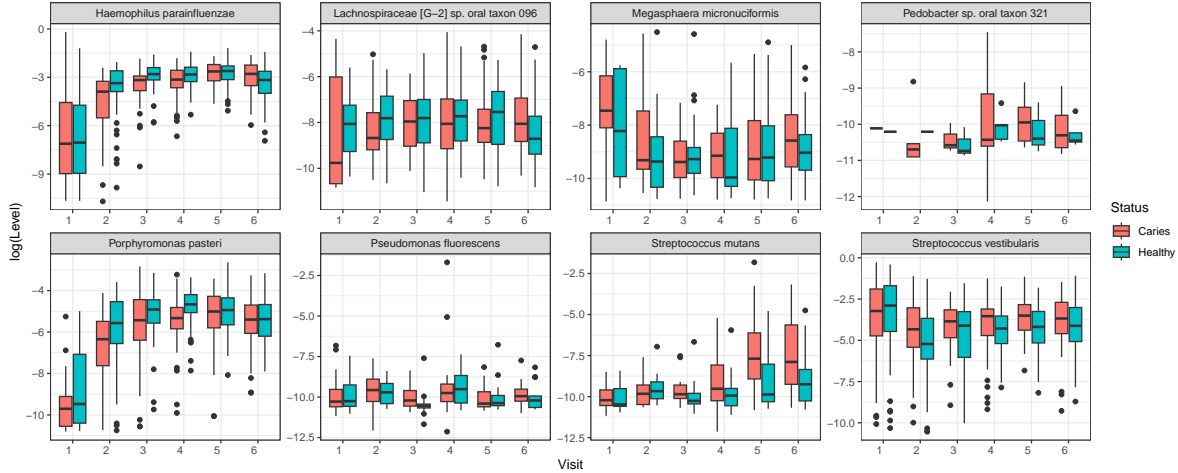 Haemophilus parainfluenzae
Lachnospiraceae [G−2] sp. oral taxon 096
Megasphaera micronuciformis
Pedobacter sp. oral taxon 321
0
−3
−6
−9
1 2 3 4 5 6
−4
−6
−8
−10
1 2 3 4 5 6
−6
−8
−10
1 2 3 4 5 6
−8
−9
−10
−11
−12
1 2 3 4 5 6
log(Level)
Porphyromonas pasteri
Pseudomonas fluorescens
Streptococcus mutans
Streptococcus vestibularis
−4
−6
−8
−10
1 2 3 4 5 6
−2.5
−5.0
−7.5
−10.0
−12.5
1 2 3 4 5 6
−2.5
−5.0
−7.5
−10.0
−12.5
1 2 3 4 5 6
0.0
−2.5
−5.0
−7.5
−10.0
1 2 3 4 5 6
Visit
Status
Caries
Healthy